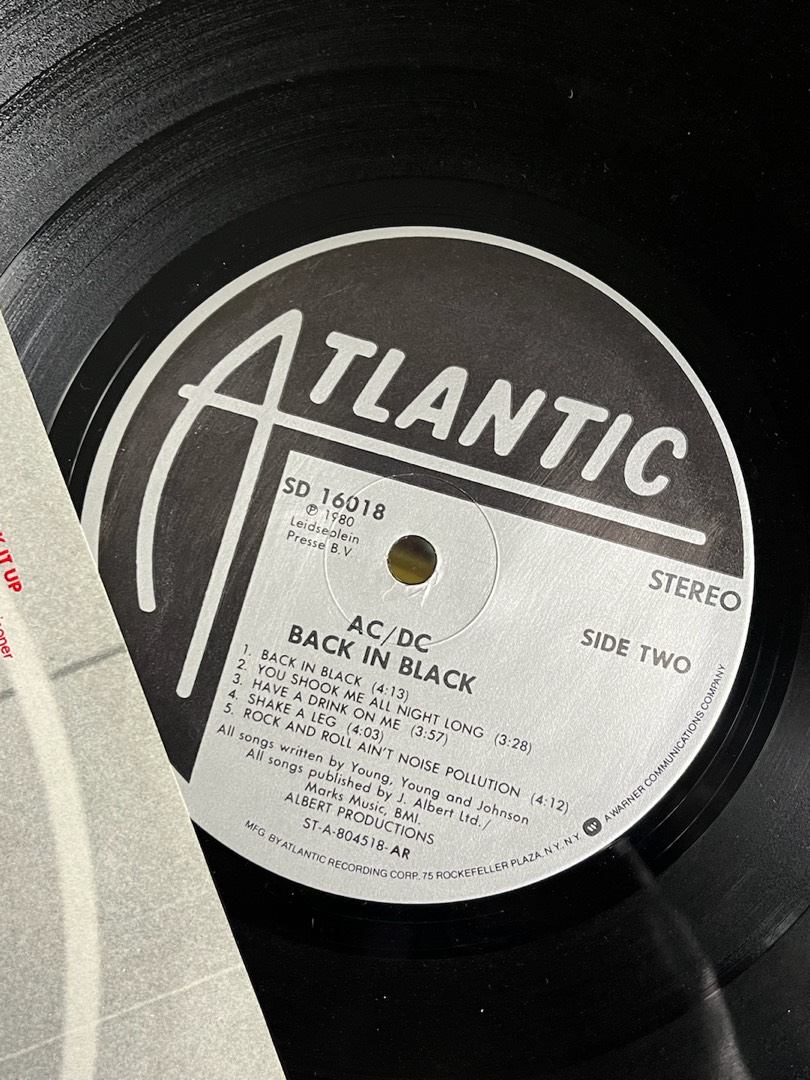 ATLANTIC
SD 16018
℗ 1980
Leidseplein
Presse B.V.
STEREO
SIDE TWO
AC/DC
BACK IN BLACK
1. BACK IN BLACK (4:13)
2. YOU SHOOK ME ALL NIGHT LONG (3:28)
3. HAVE A DRINK ON ME (3:57)
4. SHAKE A LEG (4:03)
5. ROCK AND ROLL AIN'T NOISE POLLUTION (4:12)
All songs written by Young, Young and Johnson
All songs published by J. Albert Ltd./
Marks Music, BMI.
ALBERT PRODUCTIONS
ST-A-804518-AR
MFG. BY ATLANTIC RECORDING CORP. 75 ROCKEFELLER PLAZA, N.Y., N.Y. A WARNER COMMUNICATIONS COMPANY
IT UP